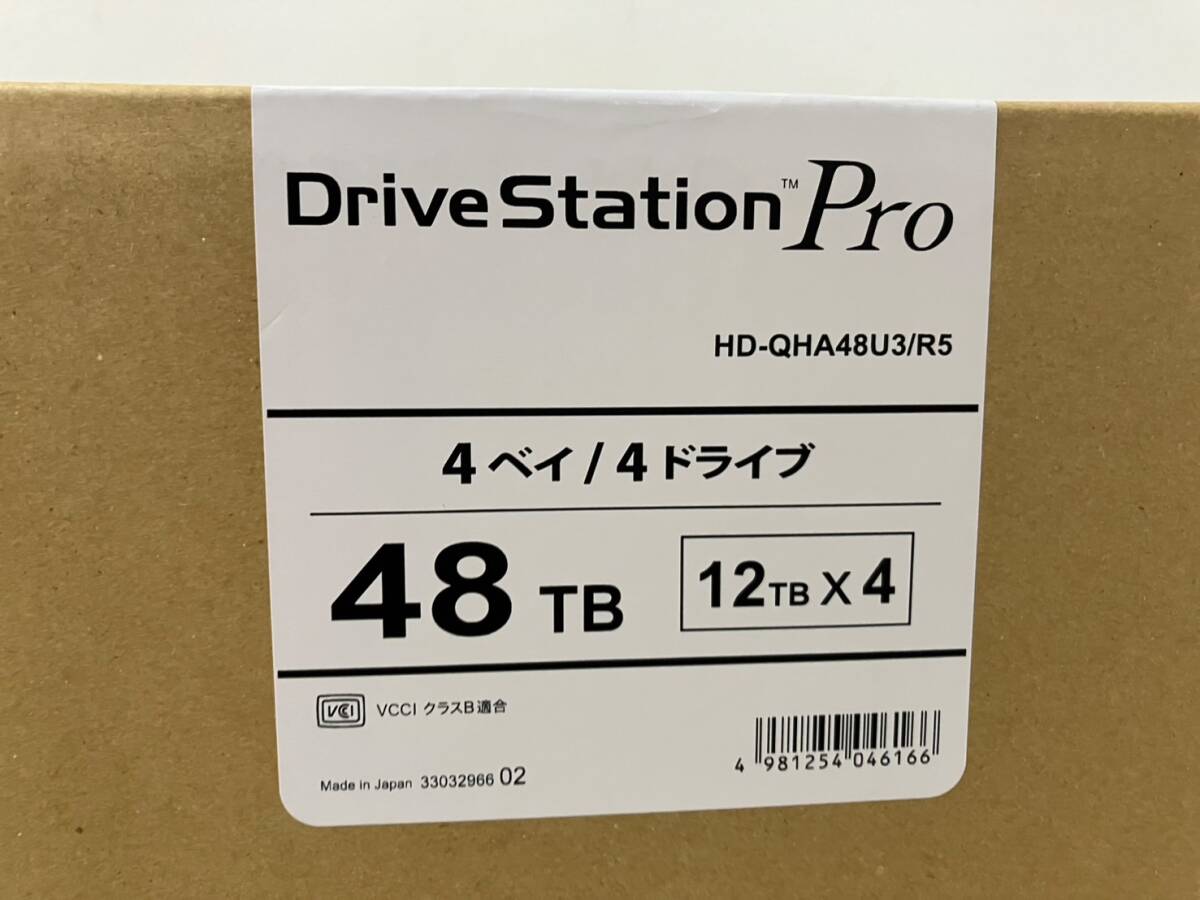 DriveStation™ Pro
HD-QHA48U3/R5
4ベイ/4ドライブ
48 TB 12TB X 4
VCCI VCCI クラスB適合
4 981254 046166
Made in Japan 33032966 02